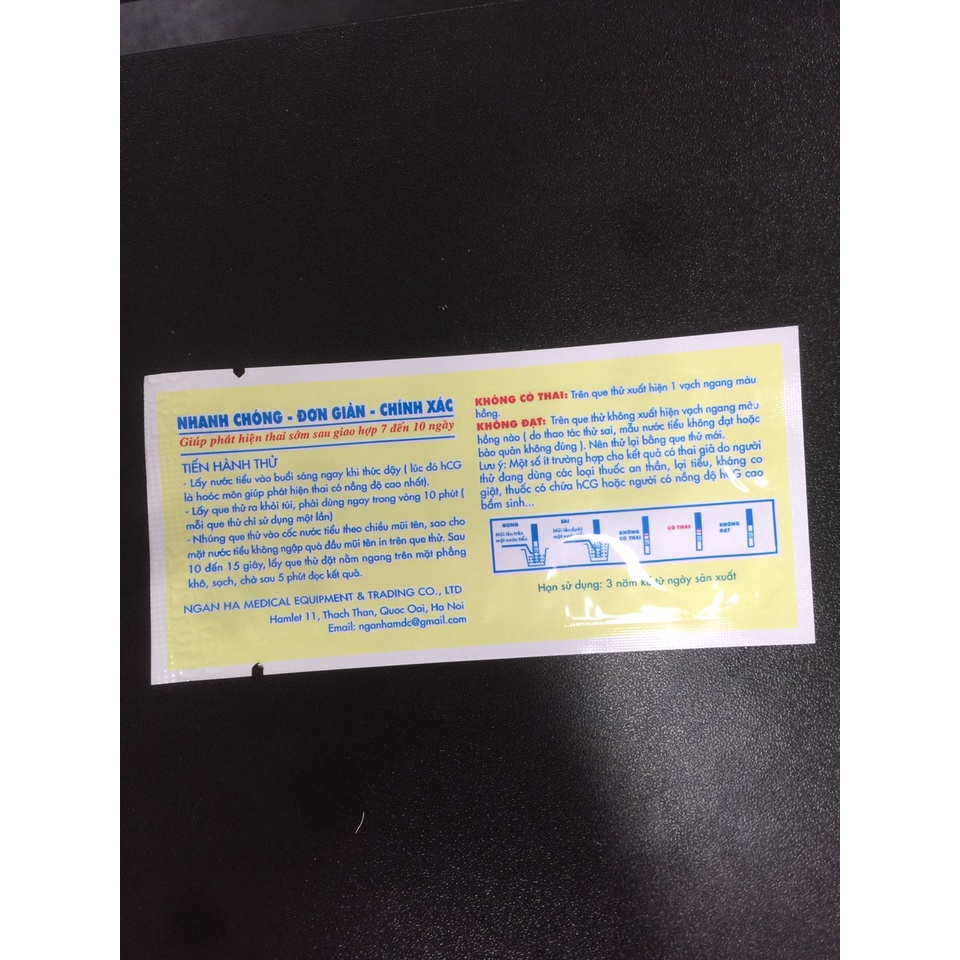 NHANH CHÓNG - ĐƠN GIẢN - CHÍNH XÁC
Giúp phát hiện thai sớm sau giao hợp 7 đến 10 ngày
TIẾN HÀNH THỬ
- Lấy nước tiểu vào buổi sáng ngay khi thức dậy ( lúc đó hCG
là hoóc môn giúp phát hiện thai có nồng độ cao nhất).
- Lấy que thử ra khỏi túi, phải dùng ngay trong vòng 10 phút (
mỗi que thử chỉ sử dụng một lần)
- Nhúng que thử vào cốc nước tiểu theo chiều mũi tên, sao cho
mặt nước tiểu không ngập quá đầu mũi tên in trên que thử. Sau
10 đến 15 giây, lấy que thử đặt nằm ngang trên mặt phẳng
khô, sạch, chờ sau 5 phút đọc kết quả.
NGAN HA MEDICAL EQUIPMENT & TRADING CO., LTD
Hamlet 11, Thach Than, Quoc Oai, Ha Noi
Email: nganhamdc@gmail.com
KHÔNG CÓ THAI: Trên que thử xuất hiện 1 vạch ngang màu
hồng.
KHÔNG ĐẠT: Trên que thử không xuất hiện vạch ngang màu
hồng nào ( do thao tác thử sai, mẫu nước tiểu không đạt hoặc
bảo quản không đúng ). Nên thử lại bằng que thử mới.
Lưu ý: Một số ít trường hợp cho kết quả có thai giả do người
thử đang dùng các loại thuốc an thần, lợi tiểu, kháng co
giật, thuốc có chứa hCG hoặc người có nồng độ hCG cao
bẩm sinh...
ĐÚNG
Mũi tên trên
mặt nước tiểu
SAI
Mũi tên dưới
KHÔNG
CÓ THAI
CÓ THAI
KHÔNG
ĐẠT
Hạn sử dụng: 3 năm kể từ ngày sản xuất